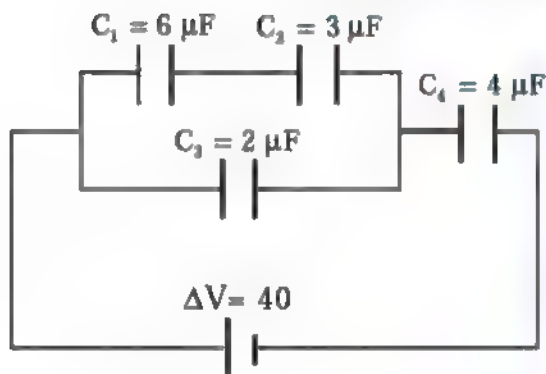 C₁ = 6 µF
C₂ = 3 µF
C₄ = 4 µF
C₃ = 2 µF
ΔV= 40